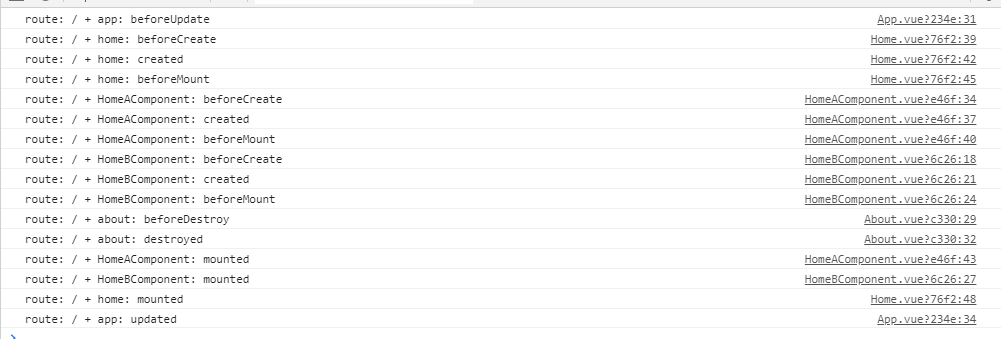 route: / + app: beforeUpdate App.vue?234e:31
route: / + home: beforeCreate Home.vue?76f2:39
route: / + home: created Home.vue?76f2:42
route: / + home: beforeMount Home.vue?76f2:45
route: / + HomeAComponent: beforeCreate HomeAComponent.vue?e46f:34
route: / + HomeAComponent: created HomeAComponent.vue?e46f:37
route: / + HomeAComponent: beforeMount HomeAComponent.vue?e46f:40
route: / + HomeBComponent: beforeCreate HomeBComponent.vue?6c26:18
route: / + HomeBComponent: created HomeBComponent.vue?6c26:21
route: / + HomeBComponent: beforeMount HomeBComponent.vue?6c26:24
route: / + about: beforeDestroy About.vue?c330:29
route: / + about: destroyed About.vue?c330:32
route: / + HomeAComponent: mounted HomeAComponent.vue?e46f:43
route: / + HomeBComponent: mounted HomeBComponent.vue?6c26:27
route: / + home: mounted Home.vue?76f2:48
route: / + app: updated App.vue?234e:34